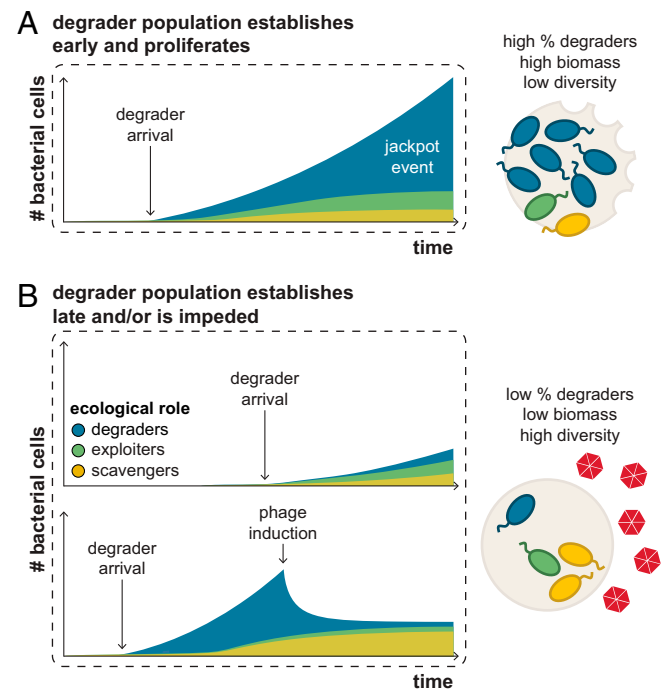 A
degrader population establishes
early and proliferates
# bacterial cells
degrader
arrival
jackpot
event
time
high % degraders
high biomass
low diversity
B
degrader population establishes
late and/or is impeded
# bacterial cells
degrader
arrival
ecological role
degraders
exploiters
scavengers
phage
induction
degrader
arrival
time
low % degraders
low biomass
high diversity